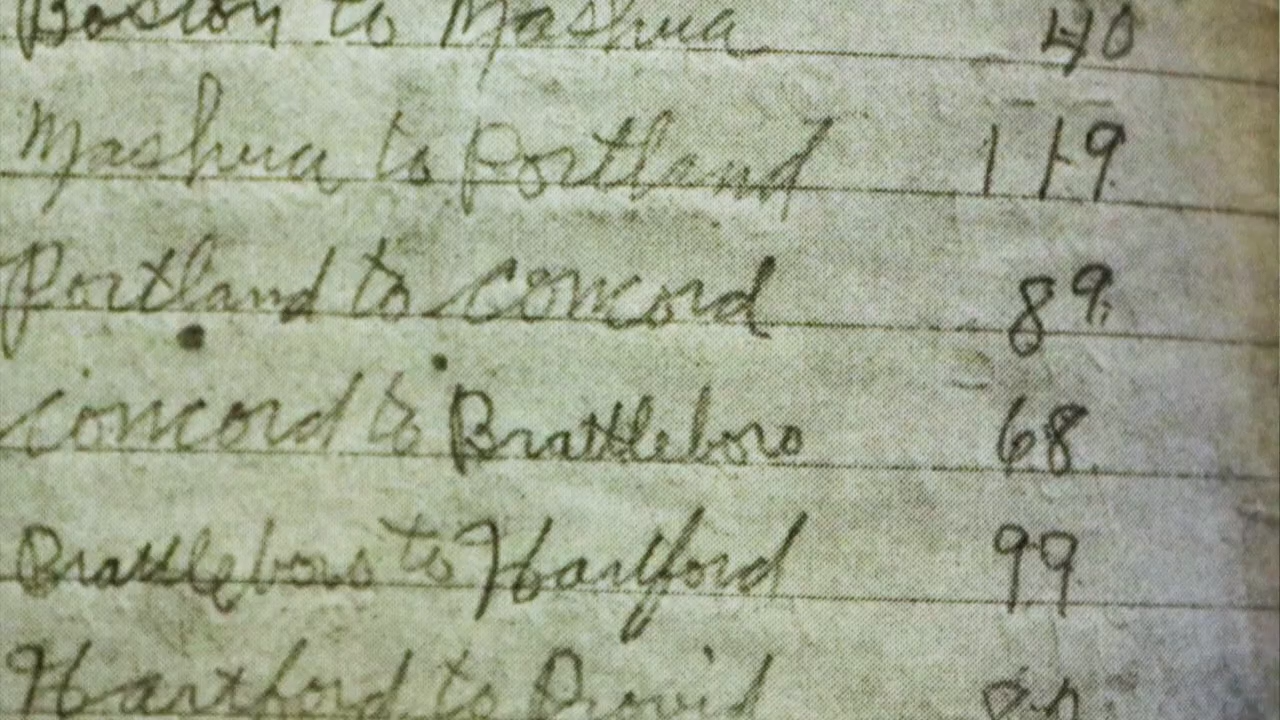 Boston to Nashua 40
Nashua to Portland 119
Portland to Concord 89
Concord to Brattleboro 68
Brattleboro to Hartford 99
Hartford to Provid